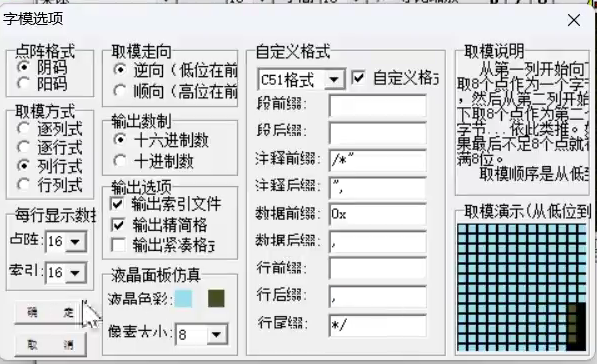 字模选项
点阵格式
阴码
阳码
取模方式
逐列式
逐行式
列行式
行列式
每行显示数据
点阵: 16
索引: 16
确 定
取 消
取模走向
逆向（低位在前
顺向（高位在前
输出数制
十六进制数
十进制数
输出选项
输出索引文件
输出精简格
输出紧凑格式
液晶面板仿真
液晶色彩:
像素大小: 8
自定义格式
C51格式
自定义格式
段前缀:
段后缀:
注释前缀: /*"
注释后缀: ",
数据前缀: 0x
数据后缀: ,
行前缀:
行后缀: ,
行尾缀: */
取模说明
从第一列开始向下
取8个点作为一个字
，然后从第二列开始
下取8个点作为第二
字节...依此类推。如
果最后不足8个点就补
满8位。
取模顺序是从低到
取模演示(从低位到